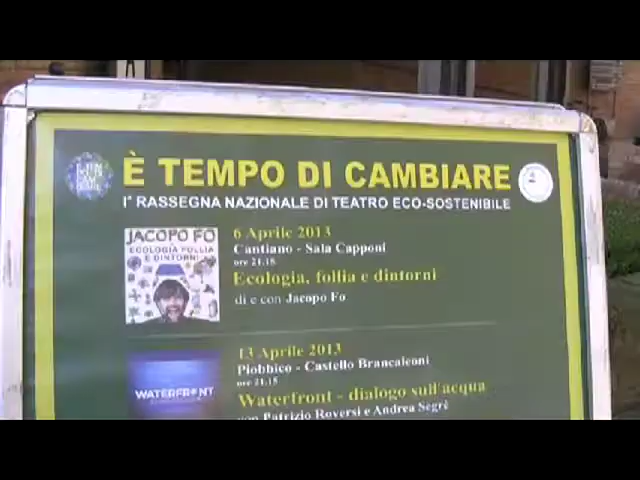 È TEMPO DI CAMBIARE
Iª RASSEGNA NAZIONALE DI TEATRO ECO-SOSTENIBILE
JACOPO FO
ECOLOGIA FOLLIA
E DINTORNI
6 Aprile 2013
Cantiano - Sala Capponi
ore 21.15
Ecologia, follia e dintorni
di e con Jacopo Fo
WATERFRONT
13 Aprile 2013
Piobbico - Castello Brancaleoni
ore 21,15
Waterfront - dialogo sull'acqua
con Patrizio Roversi e Andrea Segrè